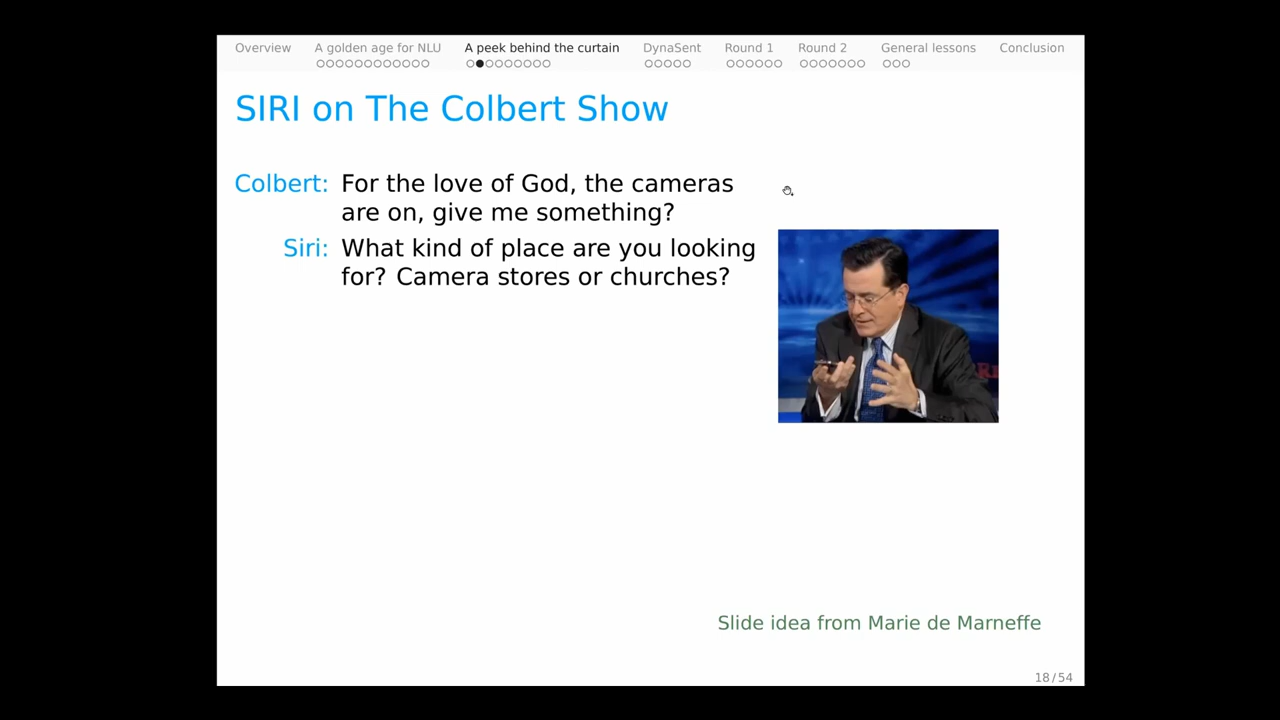 Overview A golden age for NLU A peek behind the curtain DynaSent Round 1 Round 2 General lessons Conclusion
SIRI on The Colbert Show
Colbert: For the love of God, the cameras
are on, give me something?
Siri: What kind of place are you looking
for? Camera stores or churches?
Slide idea from Marie de Marneffe
18/54